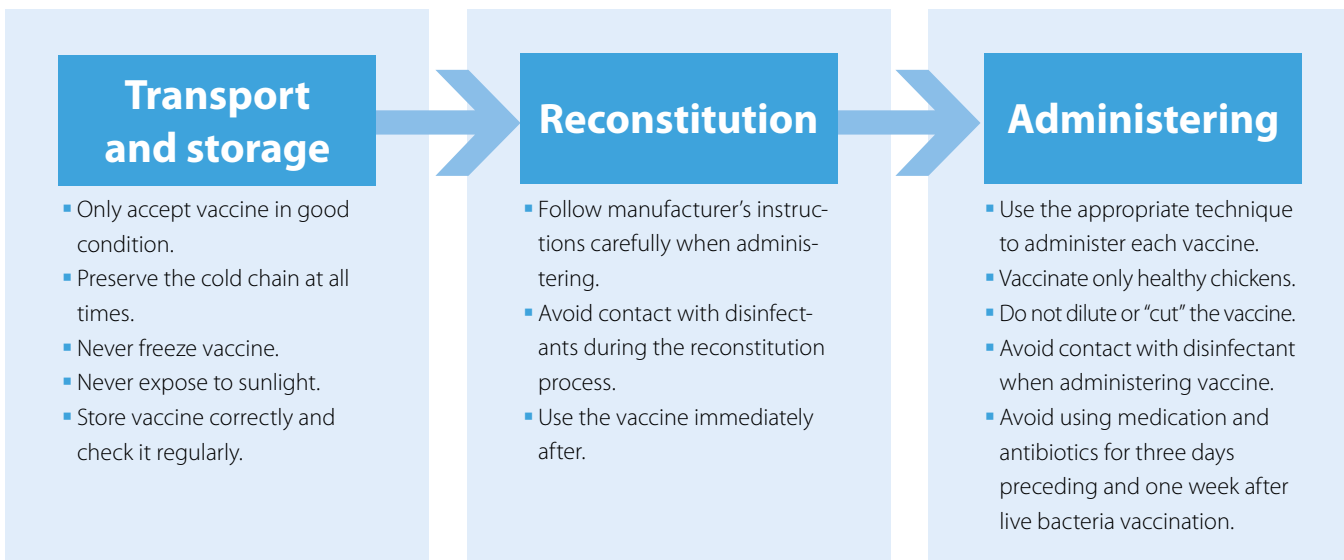 Transport
and storage
▪ Only accept vaccine in good
condition.
▪ Preserve the cold chain at all
times.
▪ Never freeze vaccine.
▪ Never expose to sunlight.
▪ Store vaccine correctly and
check it regularly.
Reconstitution
▪ Follow manufacturer’s instruc-
tions carefully when adminis-
tering.
▪ Avoid contact with disinfect-
ants during the reconstitution
process.
▪ Use the vaccine immediately
after.
Administering
▪ Use the appropriate technique
to administer each vaccine.
▪ Vaccinate only healthy chickens.
▪ Do not dilute or “cut” the vaccine.
▪ Avoid contact with disinfectant
when administering vaccine.
▪ Avoid using medication and
antibiotics for three days
preceding and one week after
live bacteria vaccination.